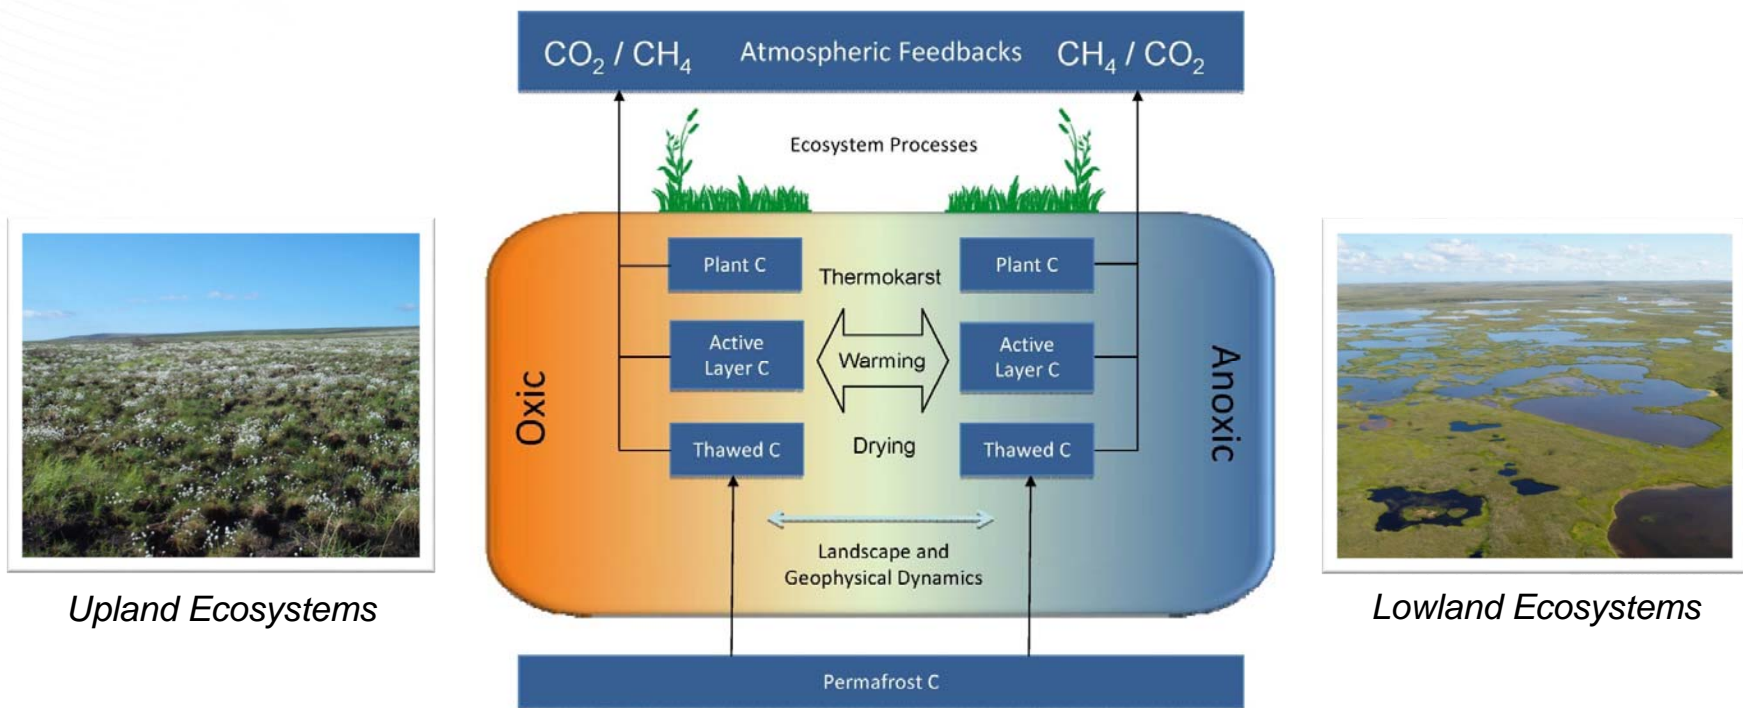 CO₂ / CH₄ Atmospheric Feedbacks CH₄ / CO₂
Ecosystem Processes
Plant C
Thermokarst
Plant C
Active
Layer C
Warming
Active
Layer C
Oxic
Anoxic
Thawed C
Drying
Thawed C
Landscape and
Geophysical Dynamics
Upland Ecosystems
Lowland Ecosystems
Permafrost C